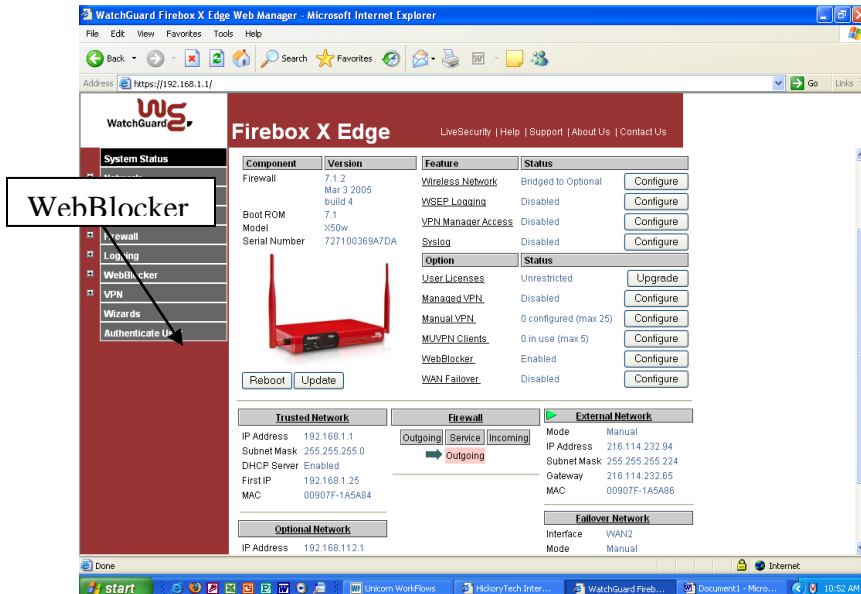 WatchGuard Firebox X Edge Web Manager - Microsoft Internet Explorer
File Edit View Favorites Tools Help
Back Search Favorites
Address https://192.168.1.1/ Go Links
WatchGuard
Firebox X Edge
LiveSecurity | Help | Support | About Us | Contact Us
System Status
WebBlocker
Firewall
Logging
WebBlocker
VPN
Wizards
Authenticate
Component Version
Firewall 7.1.2
Mar 3 2005
build 4
Boot ROM 7.1
Model X50w
Serial Number 727100369A7DA
Reboot Update
Feature Status
Wireless Network Bridged to Optional Configure
WSEP Logging Disabled Configure
VPN Manager Access Disabled Configure
Syslog Disabled Configure
Option Status
User Licenses Unrestricted Upgrade
Managed VPN Disabled Configure
Manual VPN 0 configured (max 25) Configure
MUVPN Clients 0 in use (max 5) Configure
WebBlocker Enabled Configure
WAN Failover Disabled Configure
Trusted Network
IP Address 192.168.1.1
Subnet Mask 255.255.255.0
DHCP Server Enabled
First IP 192.168.1.25
MAC 00907F-1A5A84
Optional Network
IP Address 192.168.112.1
Firewall
Outgoing Service Incoming
Outgoing
External Network
Mode Manual
IP Address 216.114.232.94
Subnet Mask 255.255.255.224
Gateway 216.114.232.65
MAC 00907F-1A5A86
Failover Network
Interface WAN2
Mode Manual
Done Internet
start Unicorn WorkFlows HickoryTech Inter... WatchGuard Fireb... Document1 - Micro... 10:52 AM